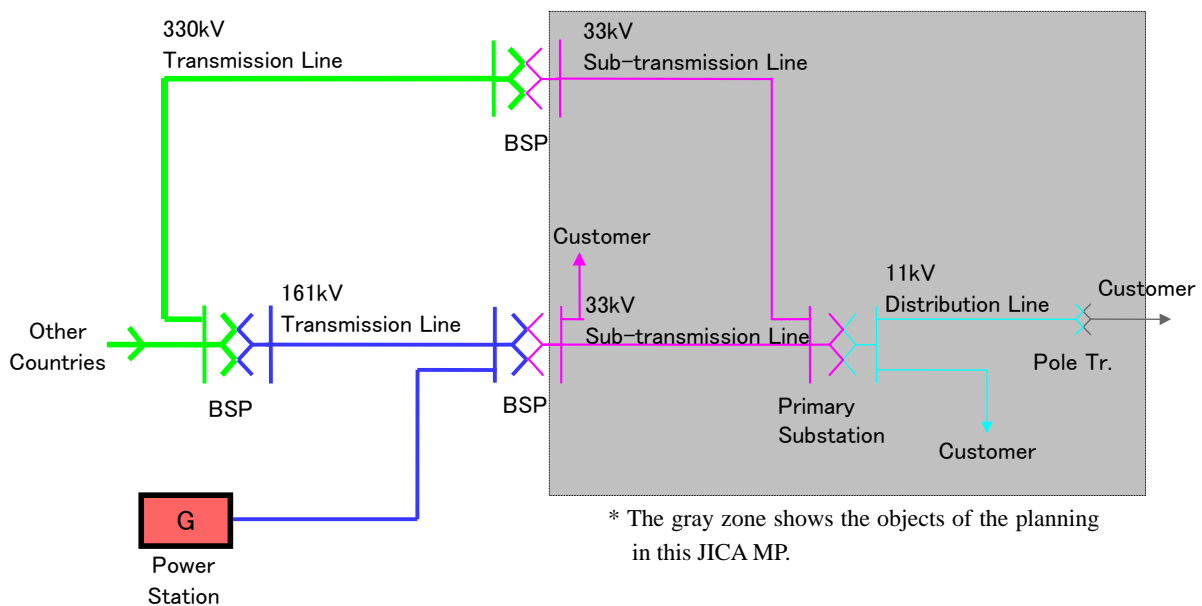 330kV
Transmission Line
33kV
Sub-transmission Line
BSP
Customer
161kV
Transmission Line
33kV
Sub-transmission Line
11kV
Distribution Line
Customer
Other
Countries
BSP
BSP
Primary
Substation
Pole Tr.
Customer
G
Power
Station
* The gray zone shows the objects of the planning
in this JICA MP.